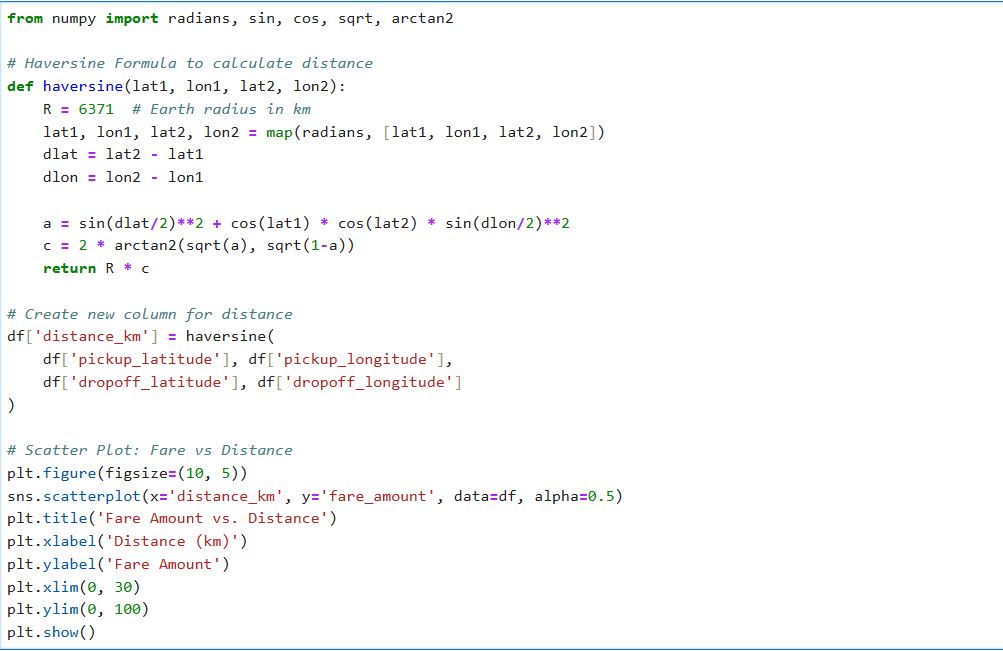 from numpy import radians, sin, cos, sqrt, arctan2
# Haversine Formula to calculate distance
def haversine(lat1, lon1, lat2, lon2):
    R = 6371  # Earth radius in km
    lat1, lon1, lat2, lon2 = map(radians, [lat1, lon1, lat2, lon2])
    dlat = lat2 - lat1
    dlon = lon2 - lon1
    a = sin(dlat/2)**2 + cos(lat1) * cos(lat2) * sin(dlon/2)**2
    c = 2 * arctan2(sqrt(a), sqrt(1-a))
    return R * c
# Create new column for distance
df['distance_km'] = haversine(
    df['pickup_latitude'], df['pickup_longitude'],
    df['dropoff_latitude'], df['dropoff_longitude']
)
# Scatter Plot: Fare vs Distance
plt.figure(figsize=(10, 5))
sns.scatterplot(x='distance_km', y='fare_amount', data=df, alpha=0.5)
plt.title('Fare Amount vs. Distance')
plt.xlabel('Distance (km)')
plt.ylabel('Fare Amount')
plt.xlim(0, 30)
plt.ylim(0, 100)
plt.show()